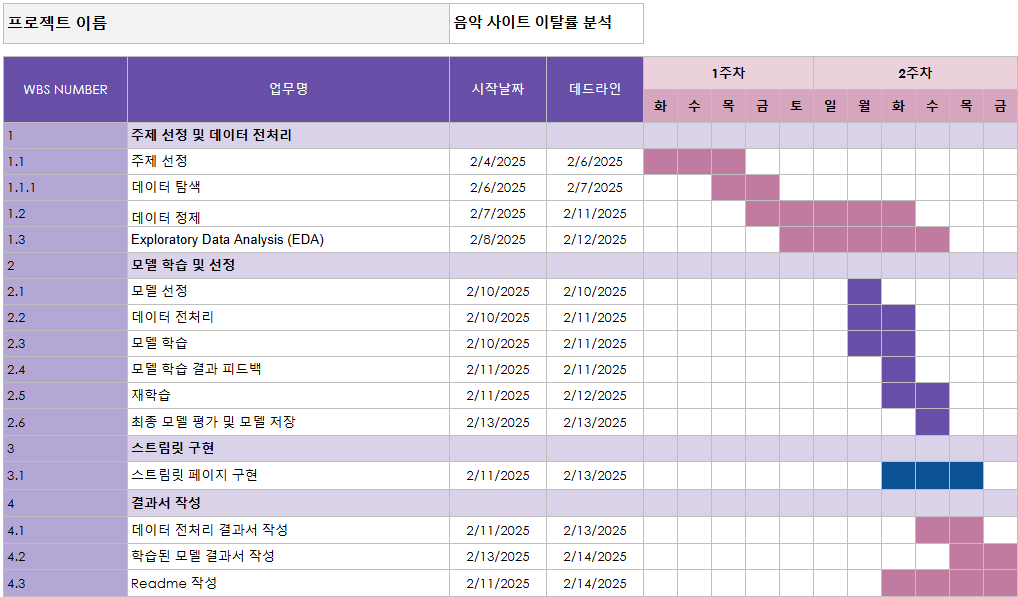 프로젝트 이름 음악 사이트 이탈률 분석
WBS NUMBER 업무명 시작날짜 데드라인 1주차 2주차
화 수 목 금 토 일 월 화 수 목 금
1 주제 선정 및 데이터 전처리
1.1 주제 선정 2/4/2025 2/6/2025
1.1.1 데이터 탐색 2/6/2025 2/7/2025
1.2 데이터 정제 2/7/2025 2/11/2025
1.3 Exploratory Data Analysis (EDA) 2/8/2025 2/12/2025
2 모델 학습 및 선정
2.1 모델 선정 2/10/2025 2/10/2025
2.2 데이터 전처리 2/10/2025 2/11/2025
2.3 모델 학습 2/10/2025 2/11/2025
2.4 모델 학습 결과 피드백 2/11/2025 2/11/2025
2.5 재학습 2/11/2025 2/12/2025
2.6 최종 모델 평가 및 모델 저장 2/13/2025 2/13/2025
3 스트림릿 구현
3.1 스트림릿 페이지 구현 2/11/2025 2/13/2025
4 결과서 작성
4.1 데이터 전처리 결과서 작성 2/11/2025 2/13/2025
4.2 학습된 모델 결과서 작성 2/13/2025 2/14/2025
4.3 Readme 작성 2/11/2025 2/14/2025